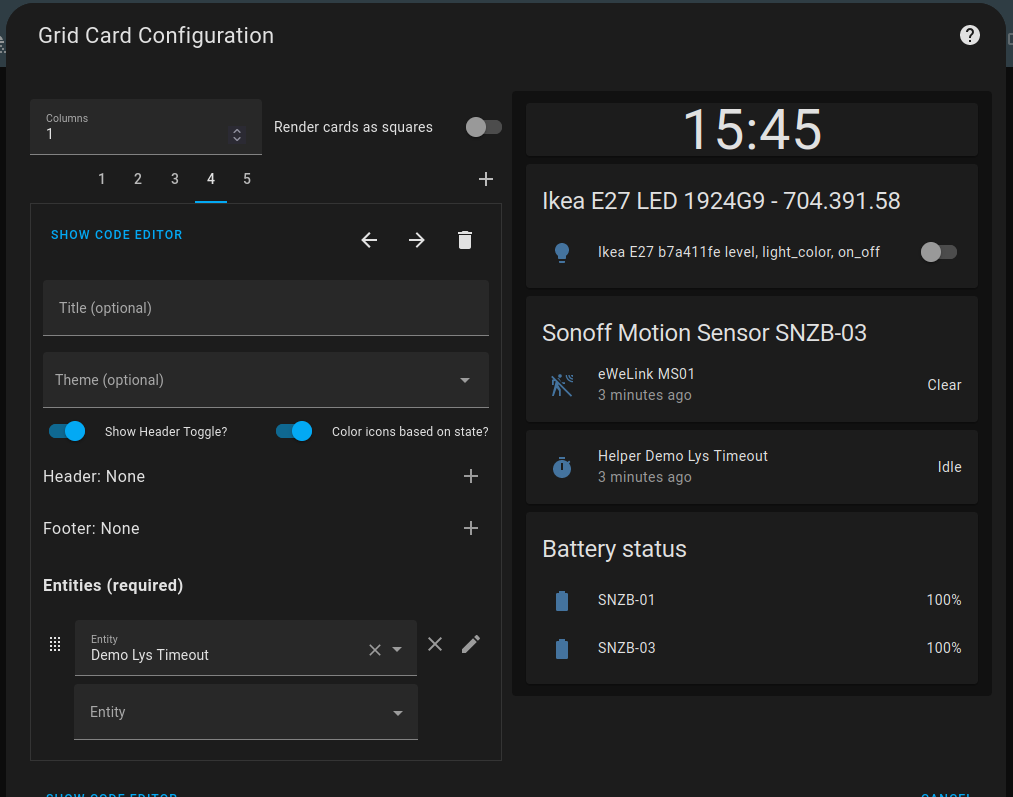 Grid Card Configuration
Columns
1
Render cards as squares
1 2 3 4 5
SHOW CODE EDITOR
Title (optional)
Theme (optional)
Show Header Toggle?
Color icons based on state?
Header: None
Footer: None
Entities (required)
Entity
Demo Lys Timeout
Entity
SHOW CODE EDITOR
15:45
Ikea E27 LED 1924G9 - 704.391.58
Ikea E27 b7a411fe level, light_color, on_off
Sonoff Motion Sensor SNZB-03
eWeLink MS01
3 minutes ago
Clear
Helper Demo Lys Timeout
3 minutes ago
Idle
Battery status
SNZB-01 100%
SNZB-03 100%
CANCEL